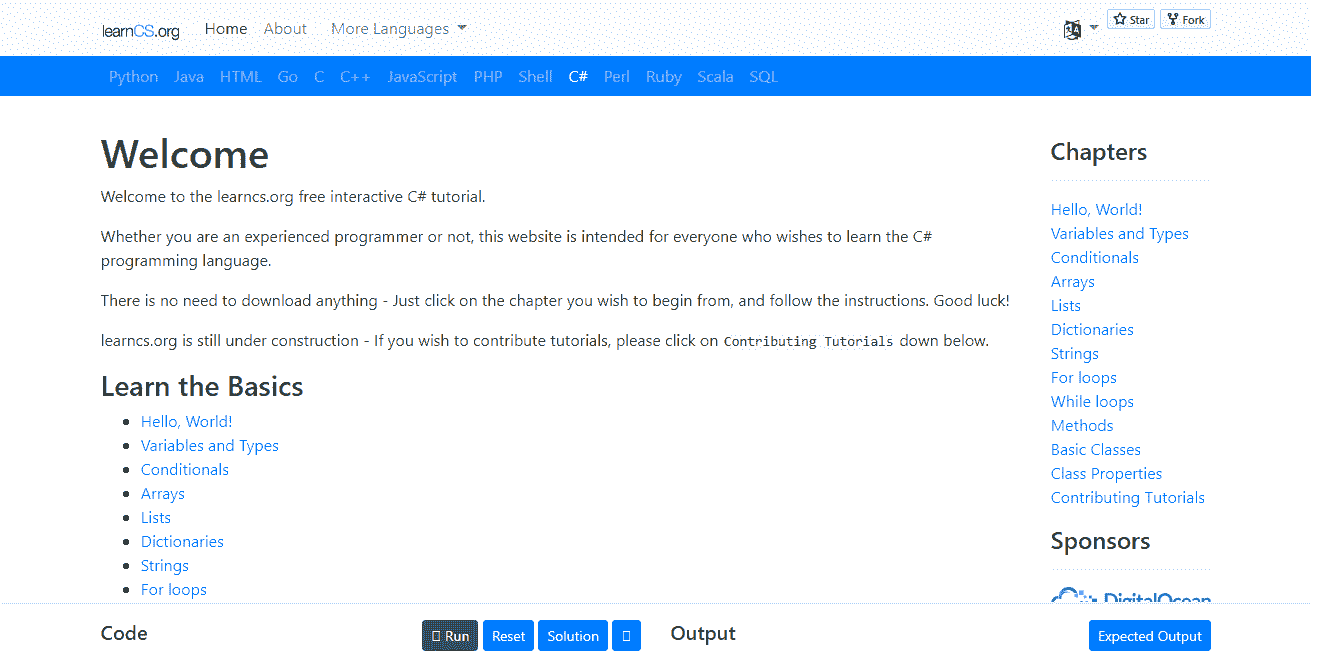 learnCS.org Home About More Languages Star Fork
Python Java HTML Go C C++ JavaScript PHP Shell C# Perl Ruby Scala SQL
Welcome
Welcome to the learncs.org free interactive C# tutorial.
Whether you are an experienced programmer or not, this website is intended for everyone who wishes to learn the C#
programming language.
There is no need to download anything - Just click on the chapter you wish to begin from, and follow the instructions. Good luck!
learncs.org is still under construction - If you wish to contribute tutorials, please click on Contributing Tutorials down below.
Learn the Basics
Hello, World!
Variables and Types
Conditionals
Arrays
Lists
Dictionaries
Strings
For loops
Chapters
Hello, World!
Variables and Types
Conditionals
Arrays
Lists
Dictionaries
Strings
For loops
While loops
Methods
Basic Classes
Class Properties
Contributing Tutorials
Sponsors
DigitalOcean
Code Run Reset Solution Output Expected Output